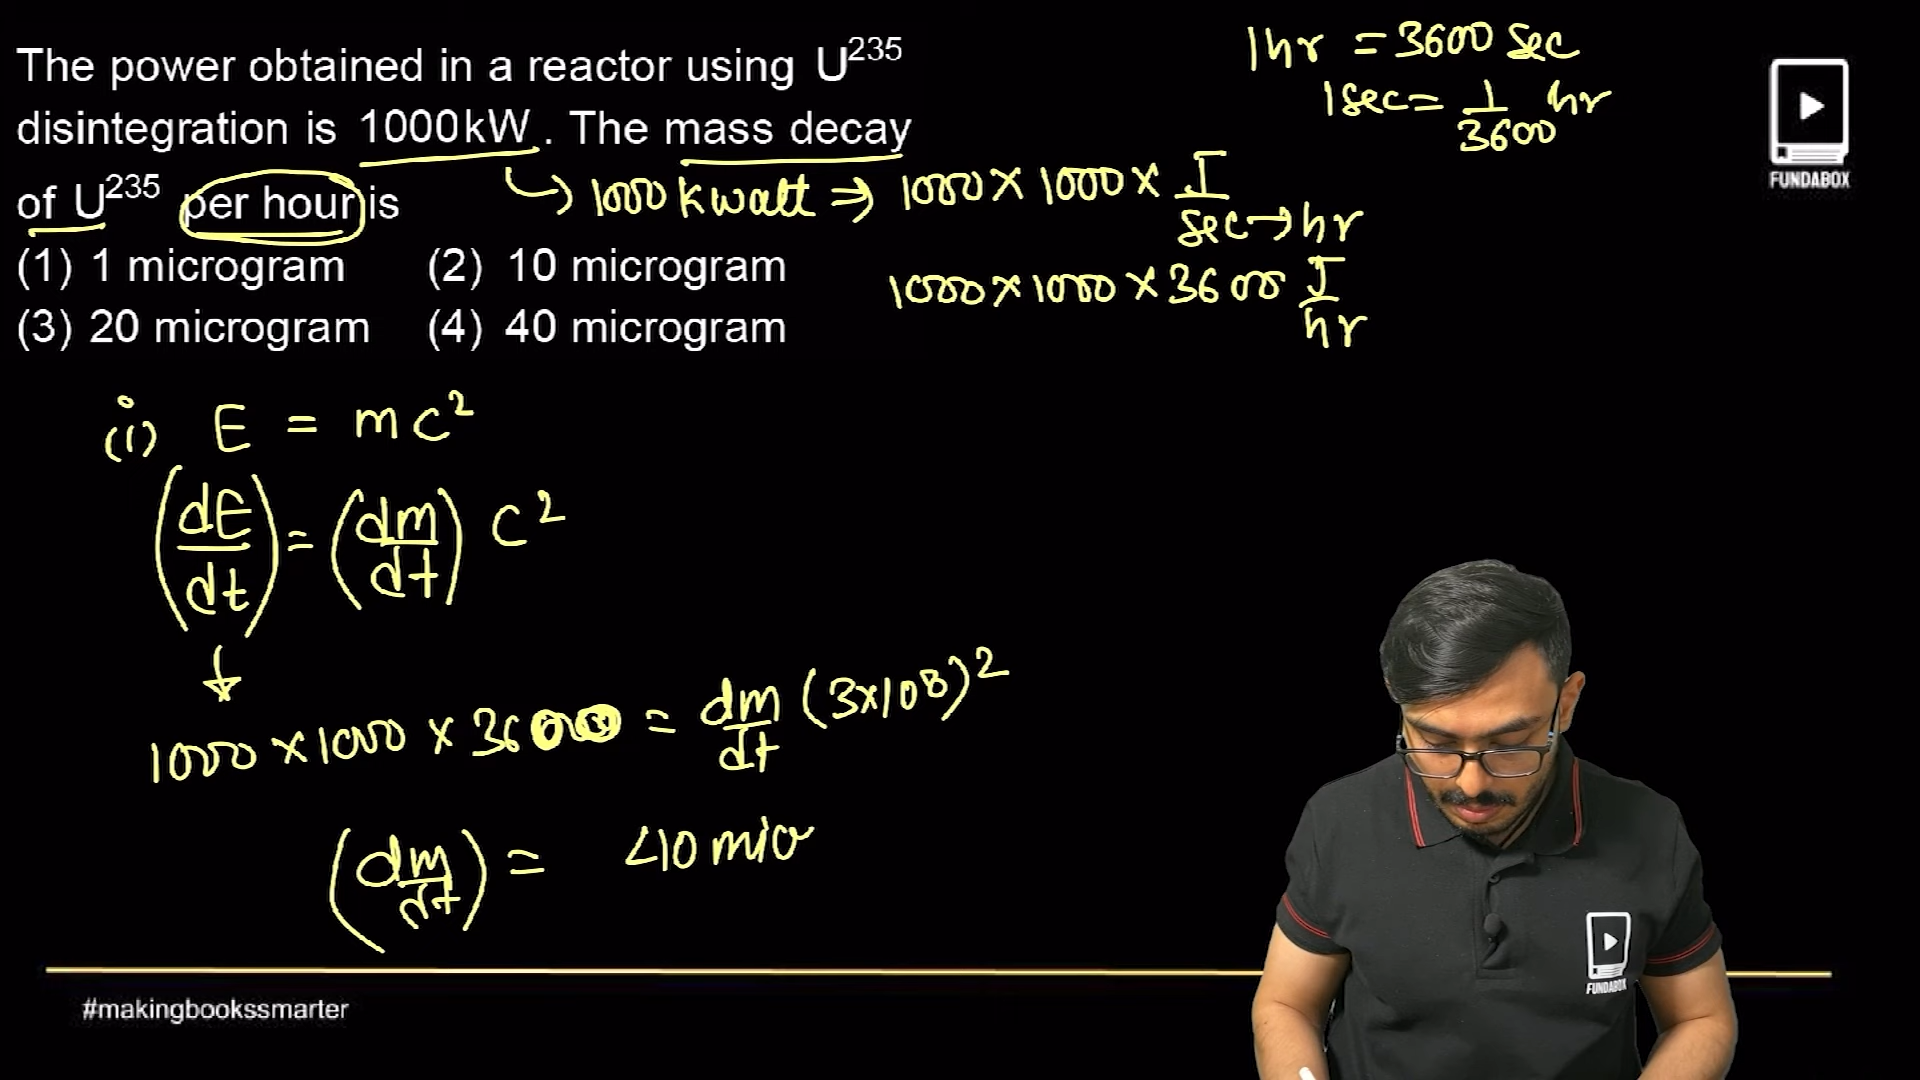 The power obtained in a reactor using U²³⁵
disintegration is 1000kW. The mass decay
of U²³⁵ per hour is
(1) 1 microgram (2) 10 microgram
(3) 20 microgram (4) 40 microgram
1hr = 3600 sec
1sec = 1/3600 hr
→ 1000 kwatt ⇒ 1000 × 1000 × J/sec → hr
1000 × 1000 × 3600 J/hr
FUNDABOX
(i) E = mc²
(dE/dt) = (dm/dt) c²
↓
1000 × 1000 × 3600 = dm/dt (3×10⁸)²
(dm/dt) = 40 mic
FUNDABOX
#makingbookssmarter